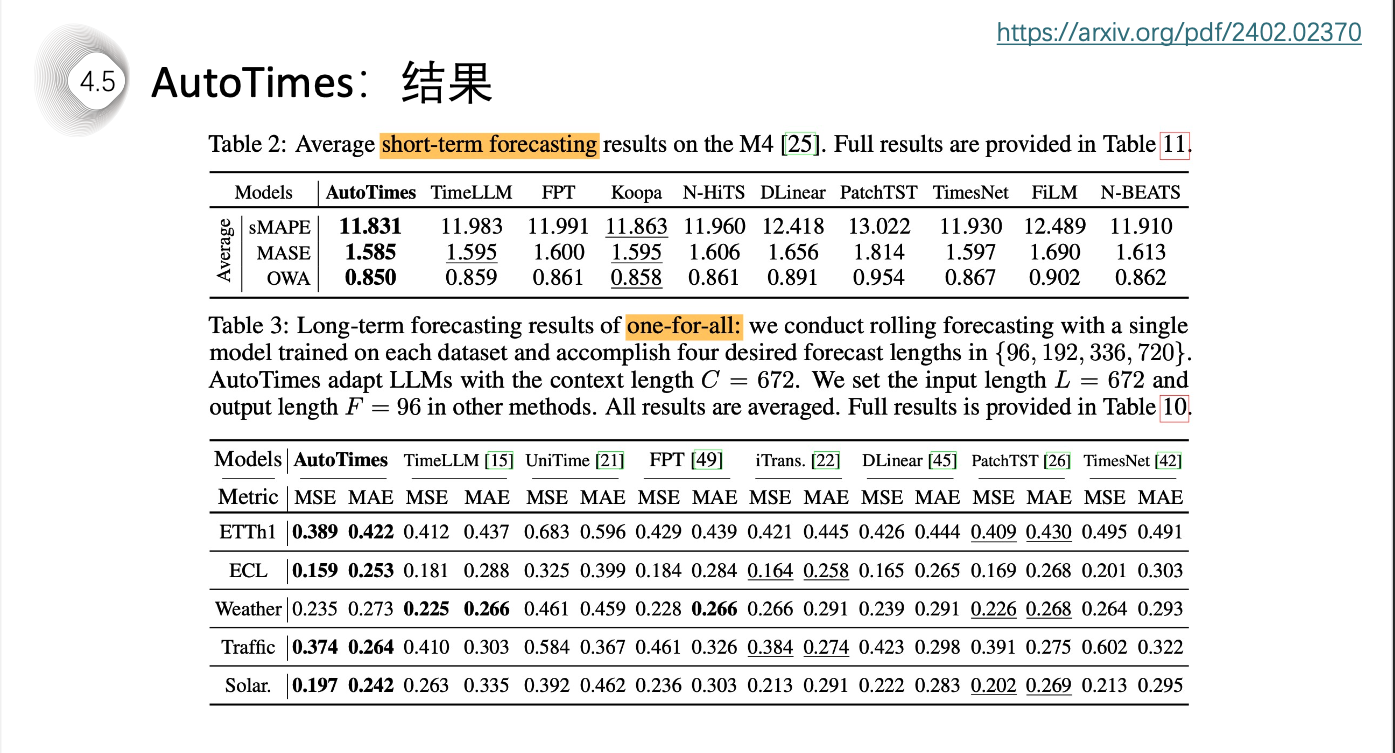 https://arxiv.org/pdf/2402.02370
4.5
AutoTimes：结果
Table 2: Average short-term forecasting results on the M4 [25]. Full results are provided in Table 11.
Models AutoTimes TimeLLM FPT Koopa N-HiTS DLinear PatchTST TimesNet FiLM N-BEATS
Average
sMAPE 11.831 11.983 11.991 11.863 11.960 12.418 13.022 11.930 12.489 11.910
MASE 1.585 1.595 1.600 1.595 1.606 1.656 1.814 1.597 1.690 1.613
OWA 0.850 0.859 0.861 0.858 0.861 0.891 0.954 0.867 0.902 0.862
Table 3: Long-term forecasting results of one-for-all: we conduct rolling forecasting with a single
model trained on each dataset and accomplish four desired forecast lengths in {96, 192, 336, 720}.
AutoTimes adapt LLMs with the context length C = 672. We set the input length L = 672 and
output length F = 96 in other methods. All results are averaged. Full results is provided in Table 10.
Models AutoTimes TimeLLM [15] UniTime [21] FPT [49] iTrans. [22] DLinear [45] PatchTST [26] TimesNet [42]
Metric MSE MAE MSE MAE MSE MAE MSE MAE MSE MAE MSE MAE MSE MAE MSE MAE
ETTh1 0.389 0.422 0.412 0.437 0.683 0.596 0.429 0.439 0.421 0.445 0.426 0.444 0.409 0.430 0.495 0.491
ECL 0.159 0.253 0.181 0.288 0.325 0.399 0.184 0.284 0.164 0.258 0.165 0.265 0.169 0.268 0.201 0.303
Weather 0.235 0.273 0.225 0.266 0.461 0.459 0.228 0.266 0.266 0.291 0.239 0.291 0.226 0.268 0.264 0.293
Traffic 0.374 0.264 0.410 0.303 0.584 0.367 0.461 0.326 0.384 0.274 0.423 0.298 0.391 0.275 0.602 0.322
Solar. 0.197 0.242 0.263 0.335 0.392 0.462 0.236 0.303 0.213 0.291 0.222 0.283 0.202 0.269 0.213 0.295